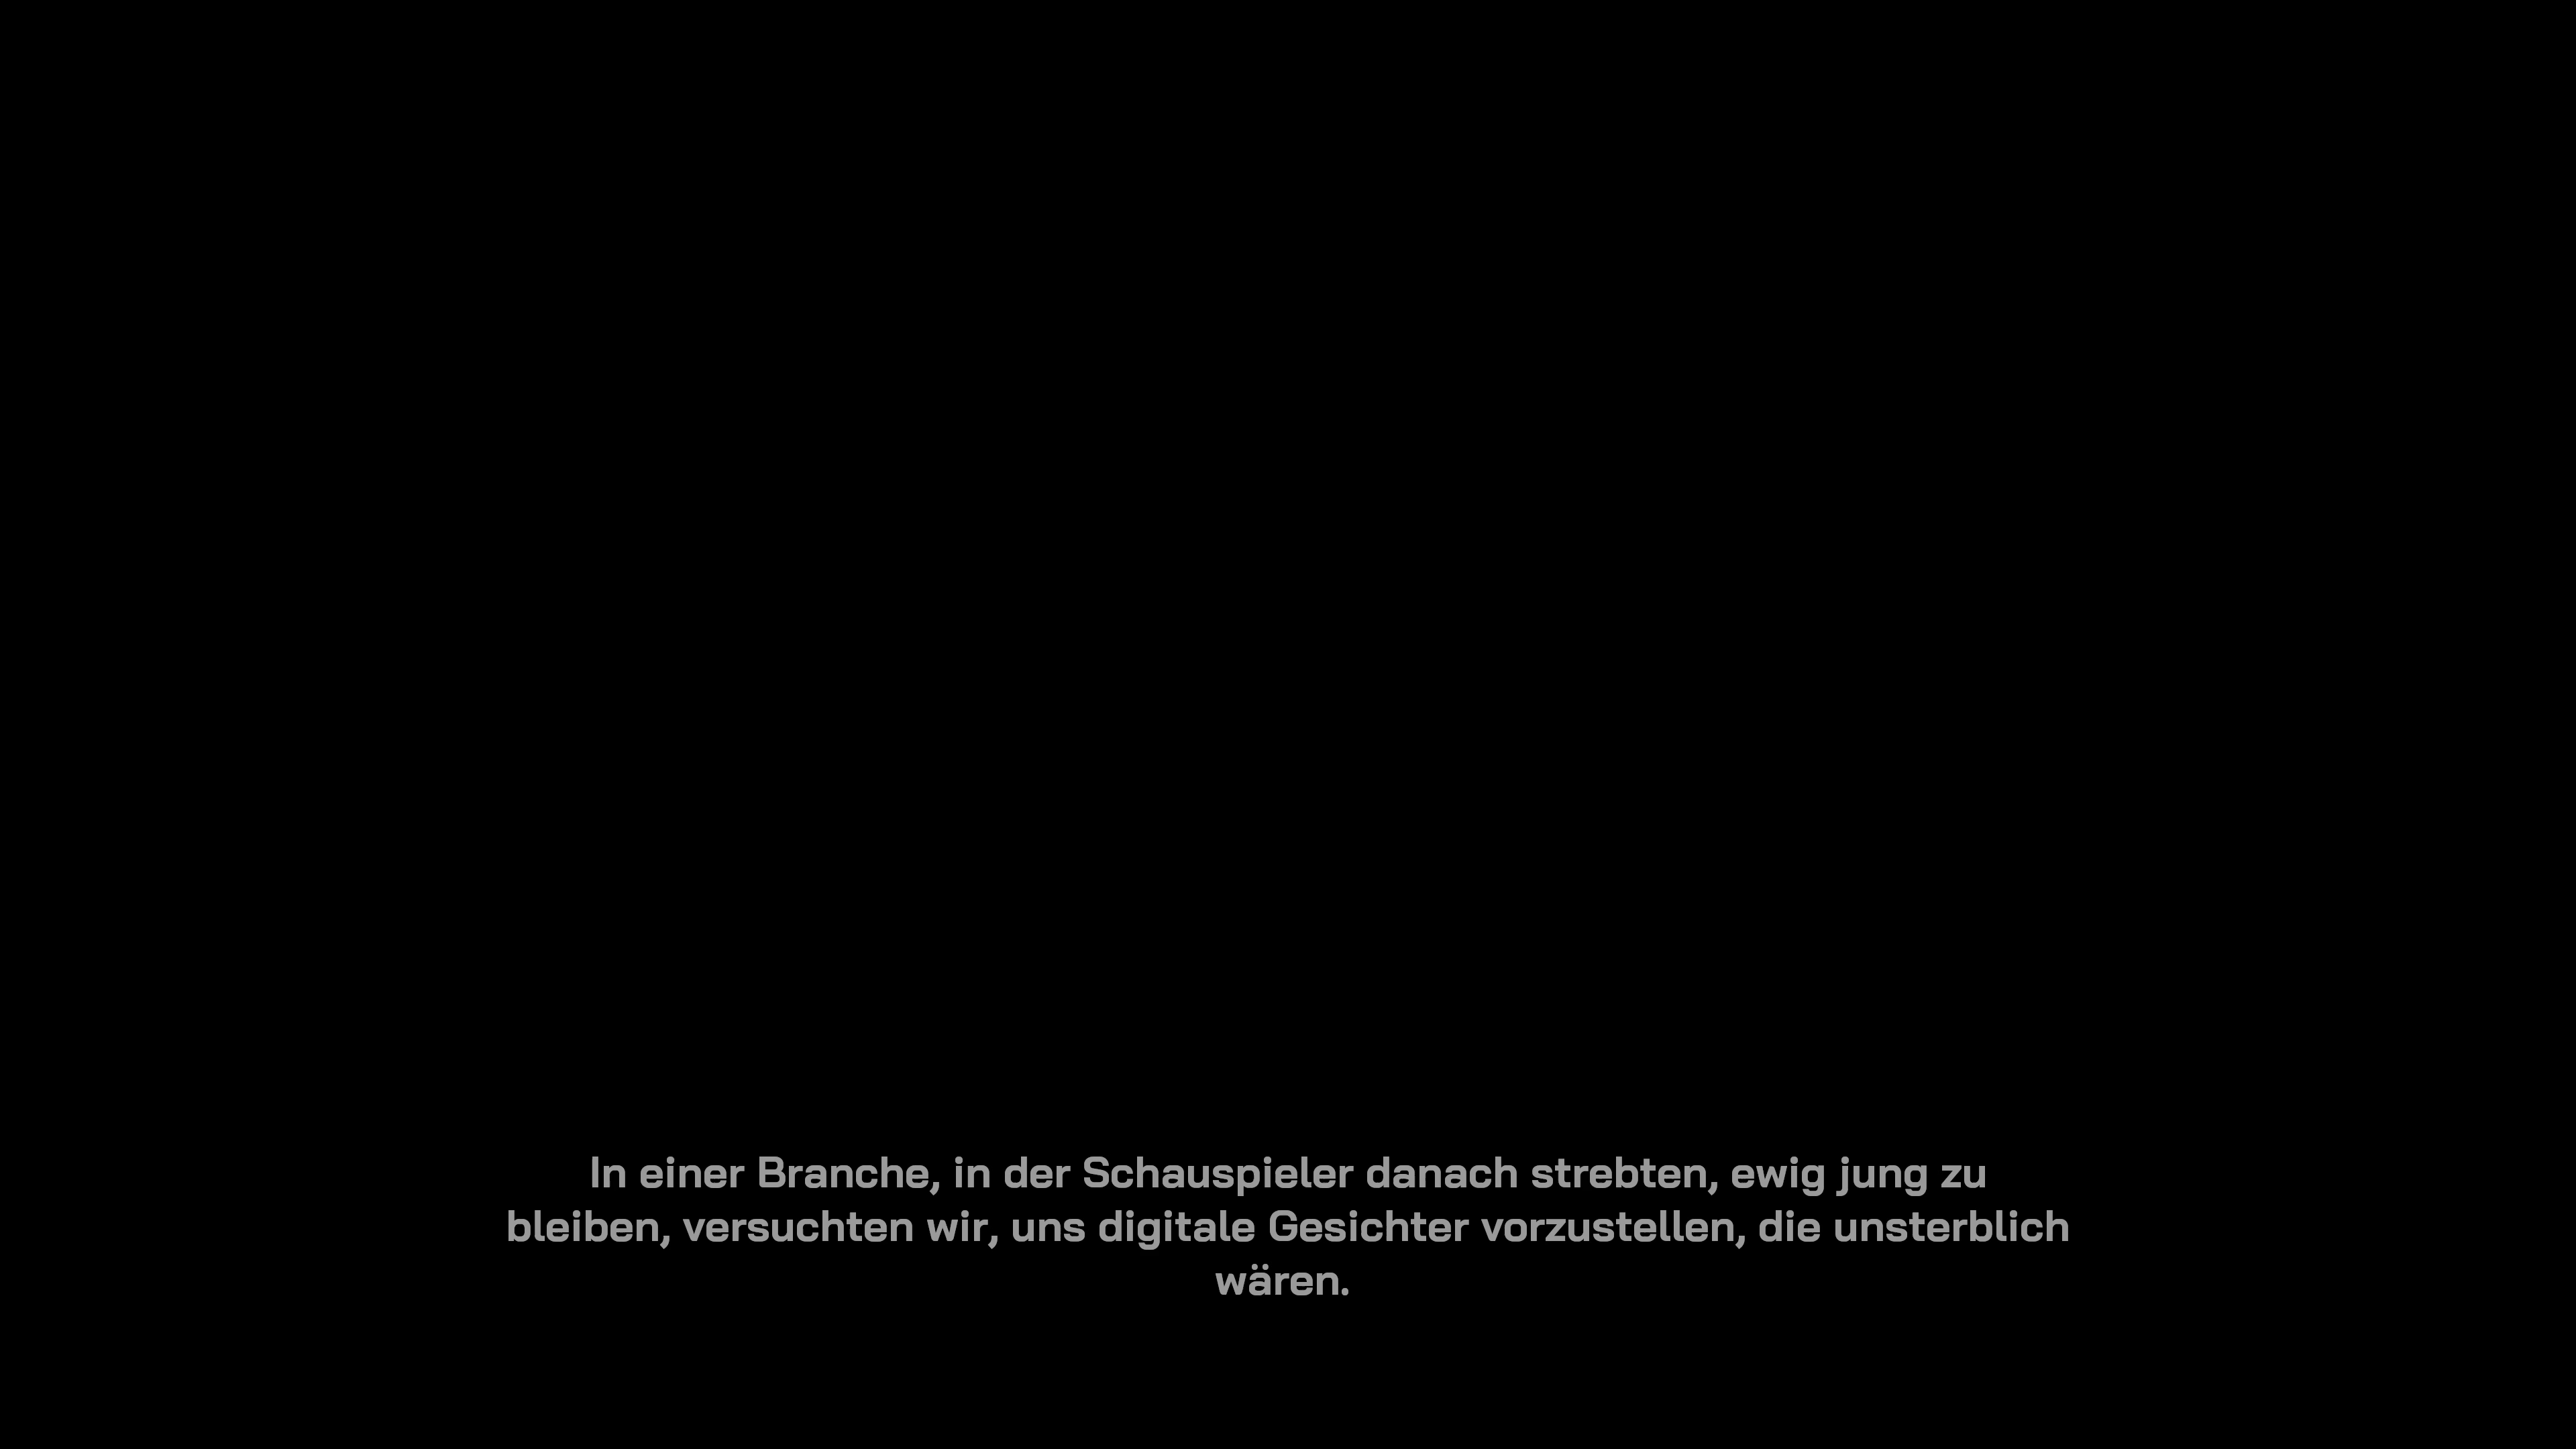 In einer Branche, in der Schauspieler danach strebten, ewig jung zu
bleiben, versuchten wir, uns digitale Gesichter vorzustellen, die unsterblich
wären.